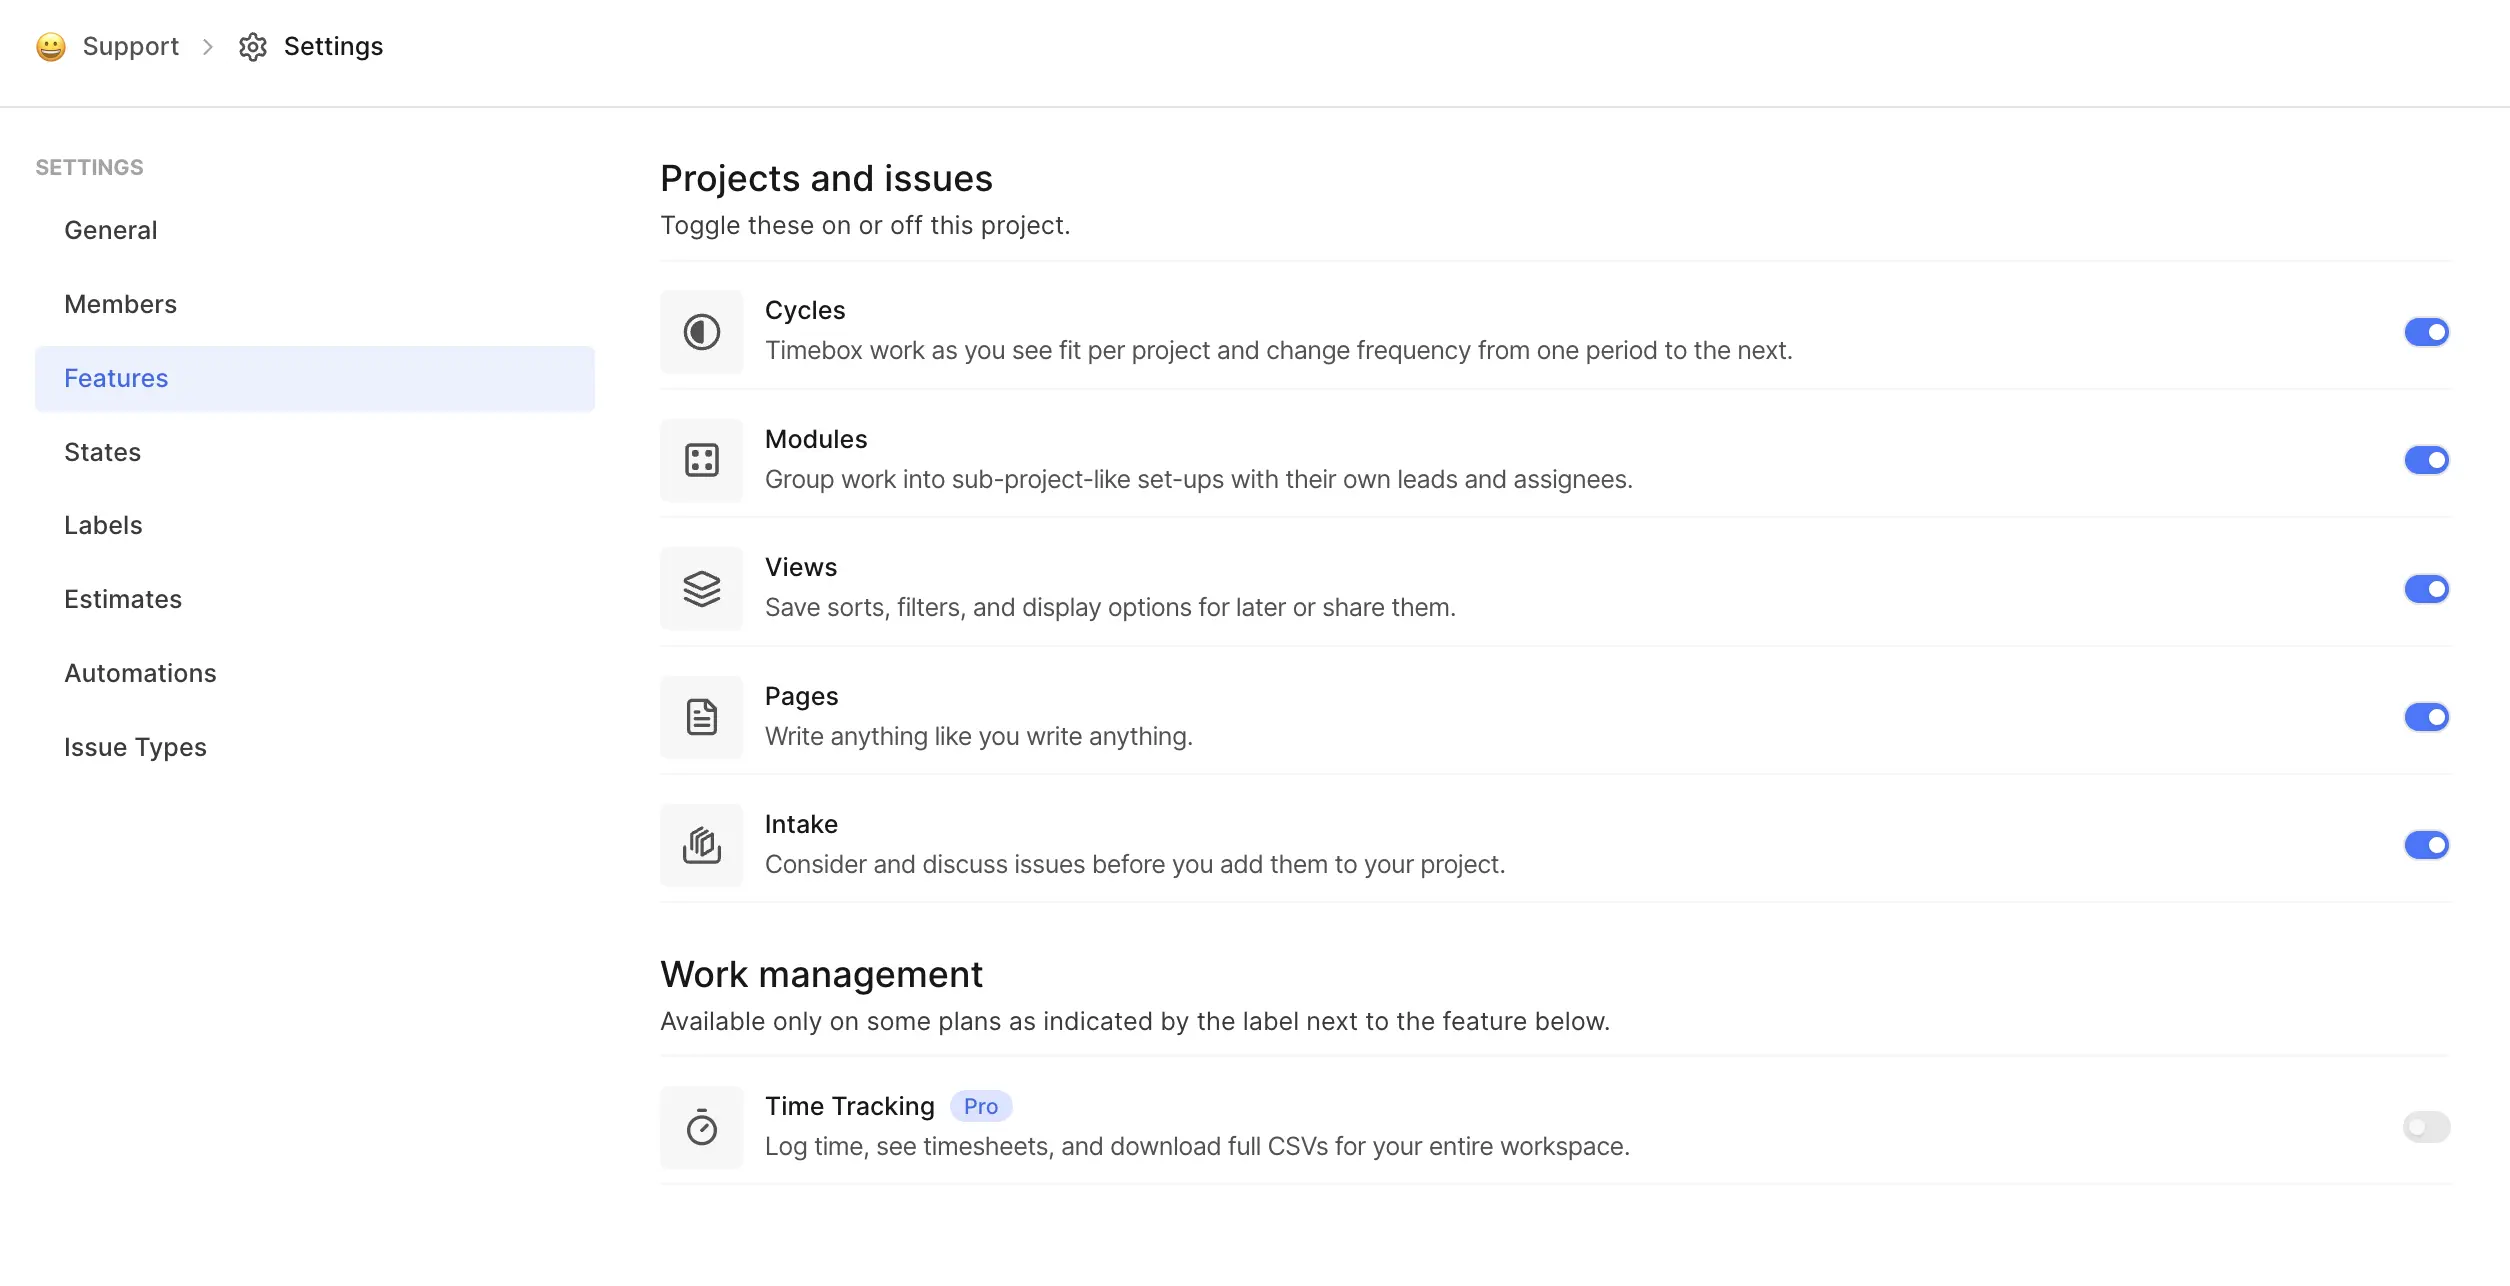 Support > Settings
SETTINGS
General
Members
Features
States
Labels
Estimates
Automations
Issue Types
Projects and issues
Toggle these on or off this project.
Cycles
Timebox work as you see fit per project and change frequency from one period to the next.
Modules
Group work into sub-project-like set-ups with their own leads and assignees.
Views
Save sorts, filters, and display options for later or share them.
Pages
Write anything like you write anything.
Intake
Consider and discuss issues before you add them to your project.
Work management
Available only on some plans as indicated by the label next to the feature below.
Time Tracking Pro
Log time, see timesheets, and download full CSVs for your entire workspace.